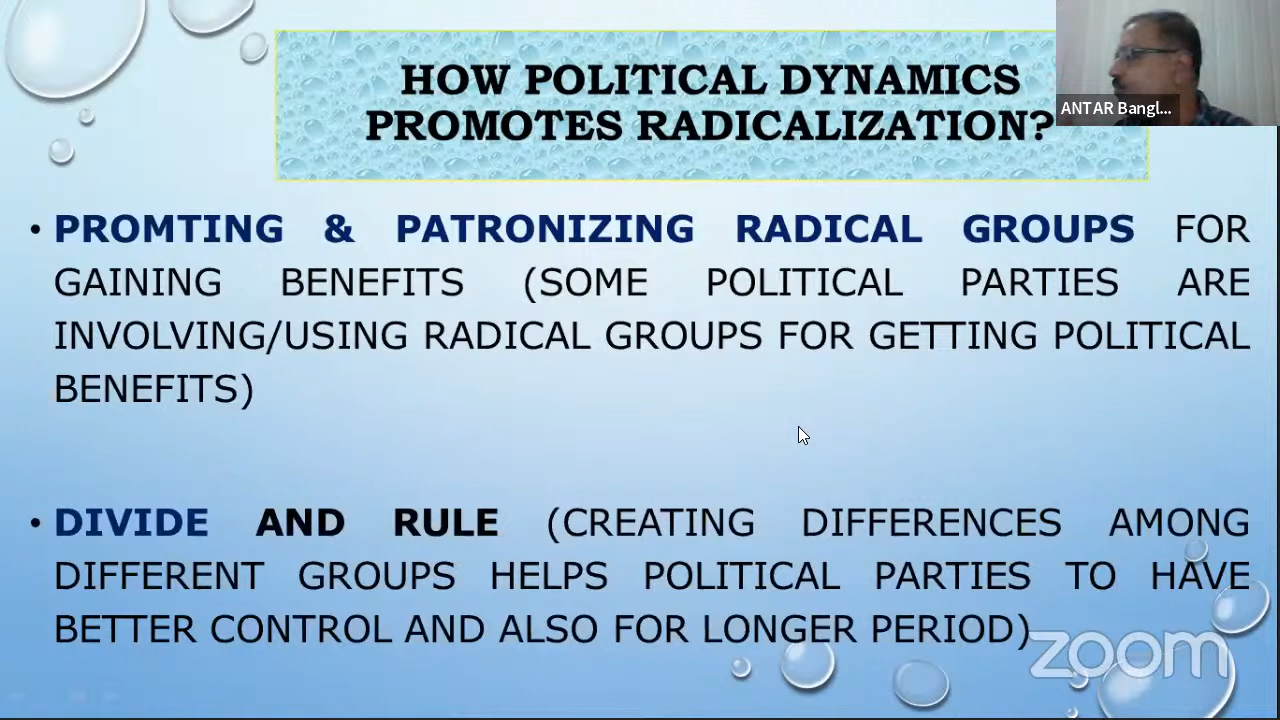 HOW POLITICAL DYNAMICS
PROMOTES RADICALIZATION?
ANTAR Bangl...
• PROMTING & PATRONIZING RADICAL GROUPS FOR
GAINING BENEFITS (SOME POLITICAL PARTIES ARE
INVOLVING/USING RADICAL GROUPS FOR GETTING POLITICAL
BENEFITS)
• DIVIDE AND RULE (CREATING DIFFERENCES AMONG
DIFFERENT GROUPS HELPS POLITICAL PARTIES TO HAVE
BETTER CONTROL AND ALSO FOR LONGER PERIOD)
zoom